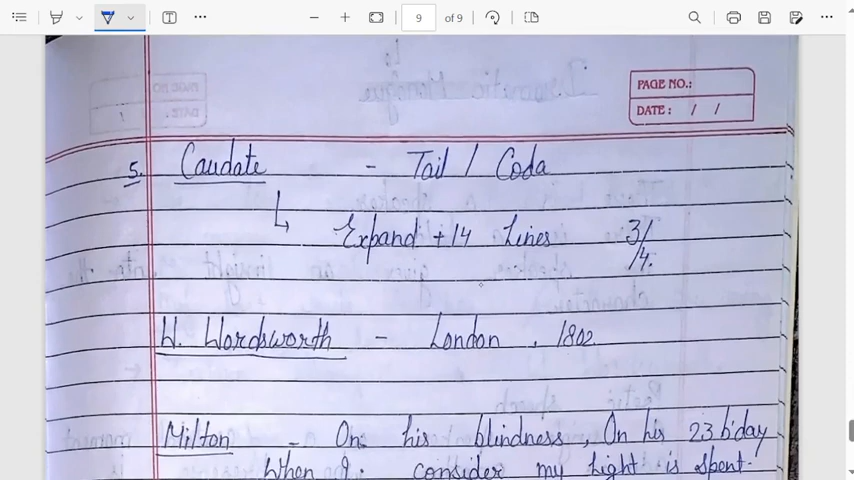 9 of 9
PAGE NO.:
DATE: / /
5. Caudate - Tail / Coda
↳ Expand + 14 Lines 3/
/4.
W. Wordsworth - London, 1802.
Milton - On his blindness, On his 23 b'day
When I consider my Light is Spent.